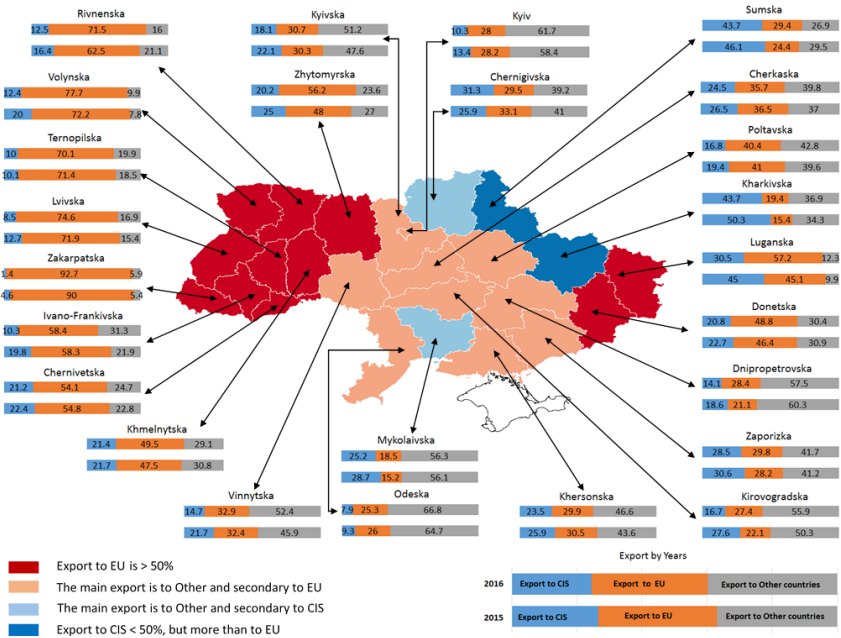 Rivnenska
12.5 71.5 16
16.4 62.5 21.1
Volynska
12.4 77.7 9.9
20 72.2 7.8
Ternopilska
10 70.1 19.9
10.1 71.4 18.5
Lvivska
8.5 74.6 16.9
12.7 71.9 15.4
Zakarpatska
1.4 92.7 5.9
4.6 90 5.4
Ivano-Frankivska
10.3 58.4 31.3
19.8 58.3 21.9
Chernivetska
21.2 54.1 24.7
22.4 54.8 22.8
Khmelnytska
21.4 49.5 29.1
21.7 47.5 30.8
Vinnytska
14.7 32.9 52.4
21.7 32.4 45.9
Kyivska
18.1 30.7 51.2
22.1 30.3 47.6
Zhytomyrska
20.2 56.2 23.6
25 48 27
Kyiv
10.3 28 61.7
13.4 28.2 58.4
Chernigivska
31.3 29.5 39.2
25.9 33.1 41
Mykolaivska
25.2 18.5 56.3
28.7 15.2 56.1
Odeska
7.9 25.3 66.8
9.3 26 64.7
Khersonska
23.5 29.9 46.6
25.9 30.5 43.6
Sumska
43.7 29.4 26.9
46.1 24.4 29.5
Cherkaska
24.5 35.7 39.8
26.5 36.5 37
Poltavska
16.8 40.4 42.8
19.4 41 39.6
Kharkivska
43.7 19.4 36.9
50.3 15.4 34.3
Luganska
30.5 57.2 12.3
45 45.1 9.9
Donetska
20.8 48.8 30.4
22.7 46.4 30.9
Dnipropetrovska
14.1 28.4 57.5
18.6 21.1 60.3
Zaporizka
28.5 29.8 41.7
30.6 28.2 41.2
Kirovogradska
16.7 27.4 55.9
27.6 22.1 50.3
Export to EU is > 50%
The main export is to Other and secondary to EU
The main export is to Other and secondary to CIS
Export to CIS < 50%, but more than to EU
Export by Years
2016 Export to CIS Export to EU Export to Other countries
2015 Export to CIS Export to EU Export to Other countries